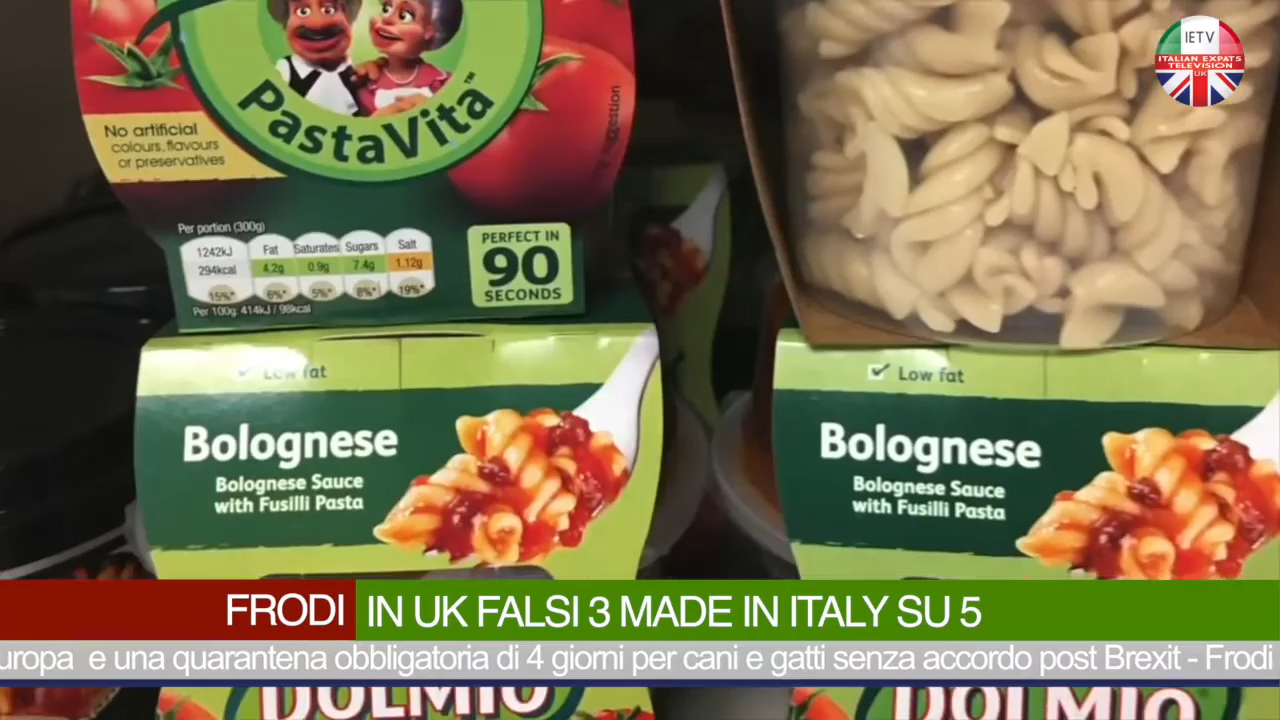 IETV
ITALIAN EXPATS
TELEVISION
UK
PastaVita™
No artificial
colours, flavours
or preservatives
Per portion (300g)
1242kJ
294kcal
15%*
Fat
4.2g
6%*
Saturates
0.9g
5%*
Sugars
7.4g
8%*
Salt
1.12g
19%*
Per 100g: 414kJ / 98kcal
PERFECT IN
90
SECONDS
Low fat
Bolognese
Bolognese Sauce
with Fusilli Pasta
Low fat
Bolognese
Bolognese Sauce
with Fusilli Pasta
FRODI IN UK FALSI 3 MADE IN ITALY SU 5
uropa e una quarantena obbligatoria di 4 giorni per cani e gatti senza accordo post Brexit - Frodi
DOLMIO
DOLMIO